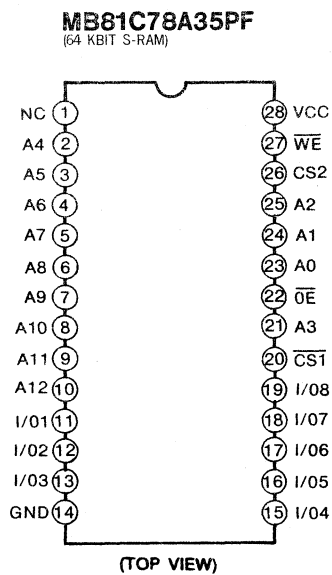 MB81C78A35PF
(64 KBIT S-RAM)
NC 1 28 VCC
A4 2 27 WE
A5 3 26 CS2
A6 4 25 A2
A7 5 24 A1
A8 6 23 A0
A9 7 22 0E
A10 8 21 A3
A11 9 20 CS1
A12 10 19 I/08
I/01 11 18 I/07
I/02 12 17 I/06
I/03 13 16 I/05
GND 14 15 I/04
(TOP VIEW)